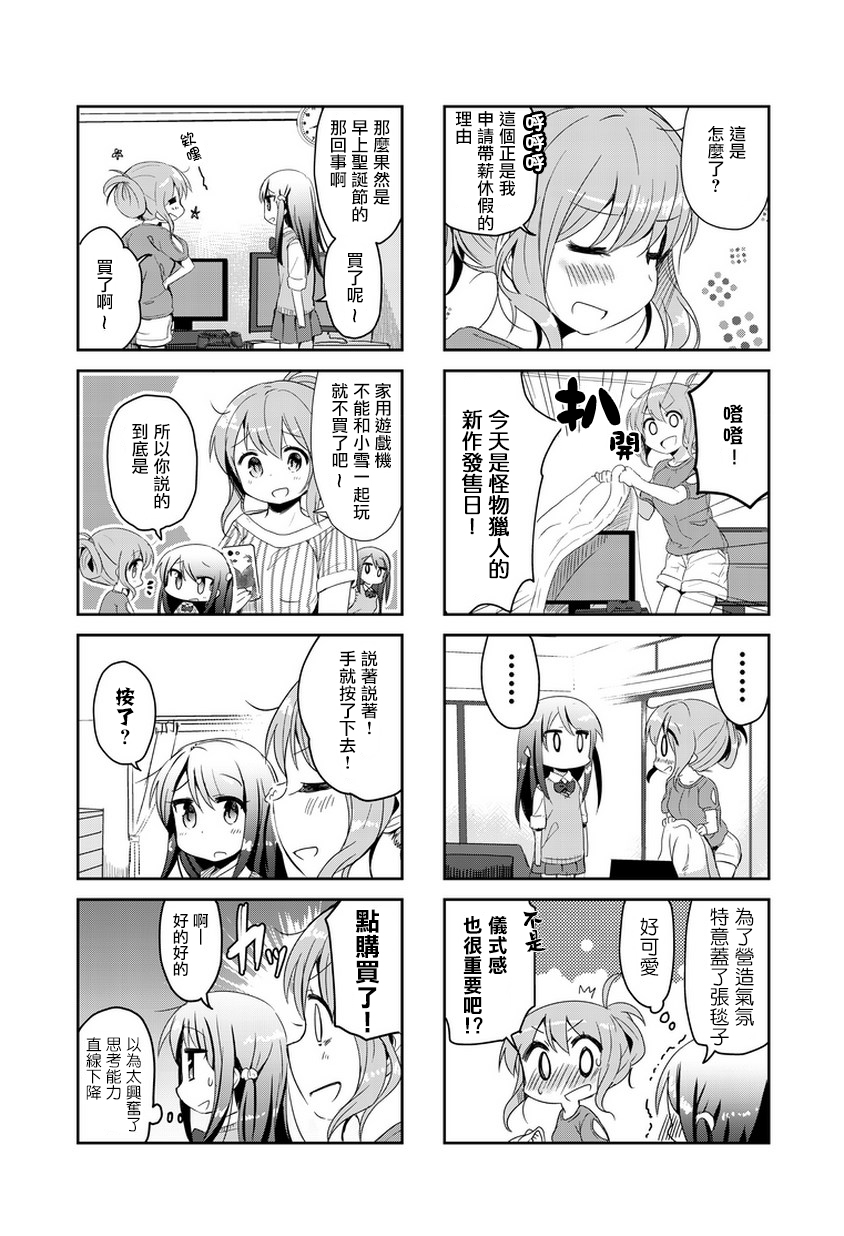 這是
怎麼了？
呼呼呼
這個正是我
申請帶薪休假的
理由
噔噔！
扒
開
今天是怪物獵人的
新作發售日！
⋯⋯
⋯⋯
為了營造氣氛
特意蓋了張毯子
好可愛
不是
儀式感
也很重要吧!?
那麼果然是
早上聖誕節的
那回事啊
買了呢～
欸嘿～
買了啊～
家用遊戲機
不能和小雪一起玩
就不買了吧～
所以你説的
到底是
説著説著！
手就按了下去！
按了？
點購買了！
カッ
啊—
好的好的
以為太興奮了
思考能力
直線下降